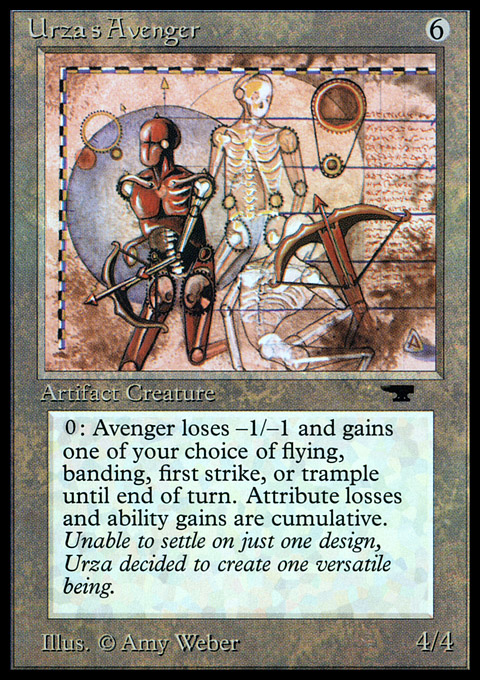 Urza's Avenger 6
Artifact Creature
0: Avenger loses –1/–1 and gains
one of your choice of flying,
banding, first strike, or trample
until end of turn. Attribute losses
and ability gains are cumulative.
Unable to settle on just one design,
Urza decided to create one versatile
being.
Illus. © Amy Weber 4/4